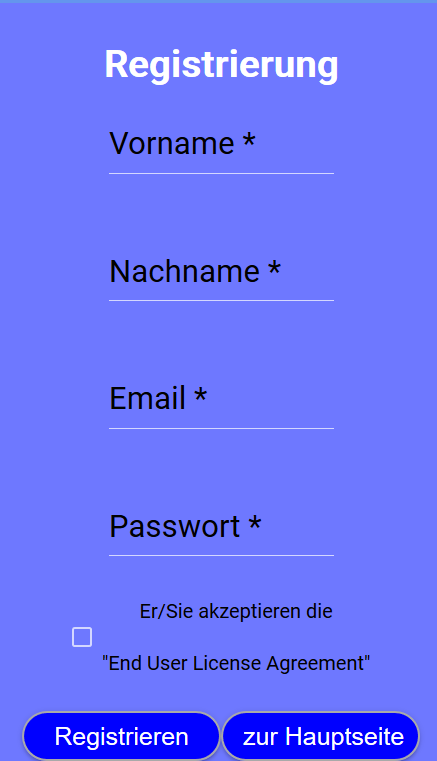 Registrierung
Vorname *
Nachname *
Email *
Passwort *
Er/Sie akzeptieren die
"End User License Agreement"
Registrieren
zur Hauptseite